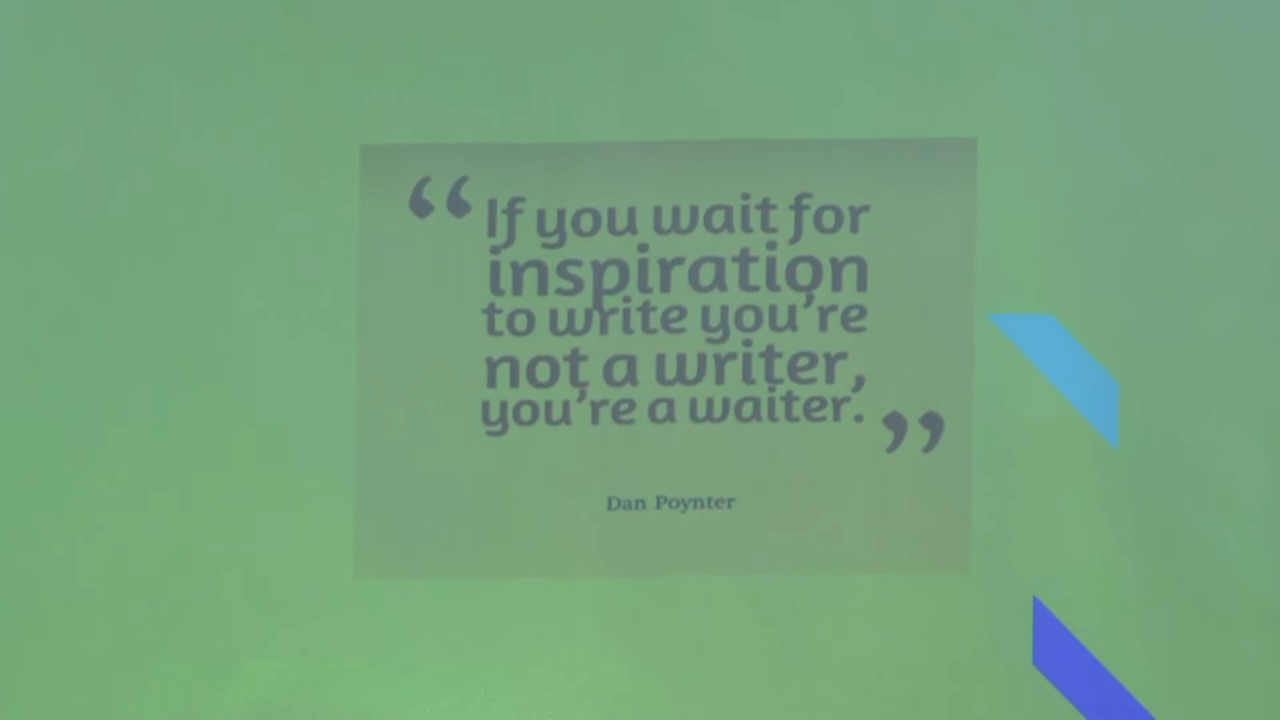 “If you wait for
inspiration
to write you’re
not a writer,
you’re a waiter.”
Dan Poynter